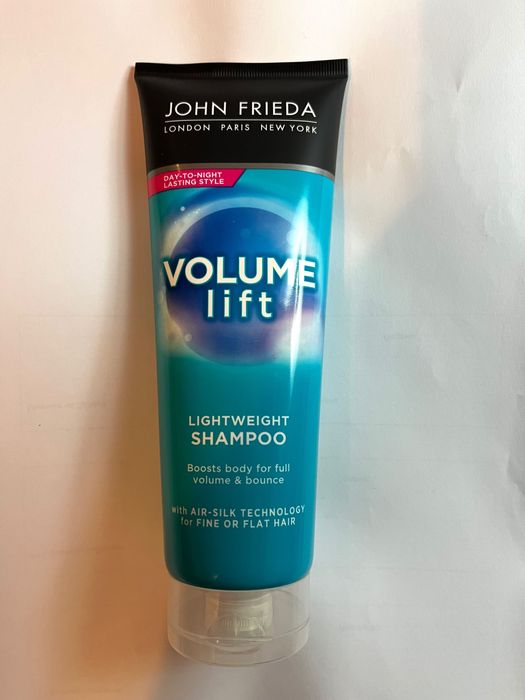 JOHN FRIEDA
LONDON PARIS NEW YORK
DAY-TO-NIGHT
LASTING STYLE
VOLUME
lift
LIGHTWEIGHT
SHAMPOO
Boosts body for full
volume & bounce
with AIR-SILK TECHNOLOGY
for FINE OR FLAT HAIR